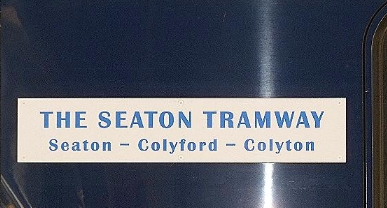 THE SEATON TRAMWAY
Seaton – Colyford – Colyton